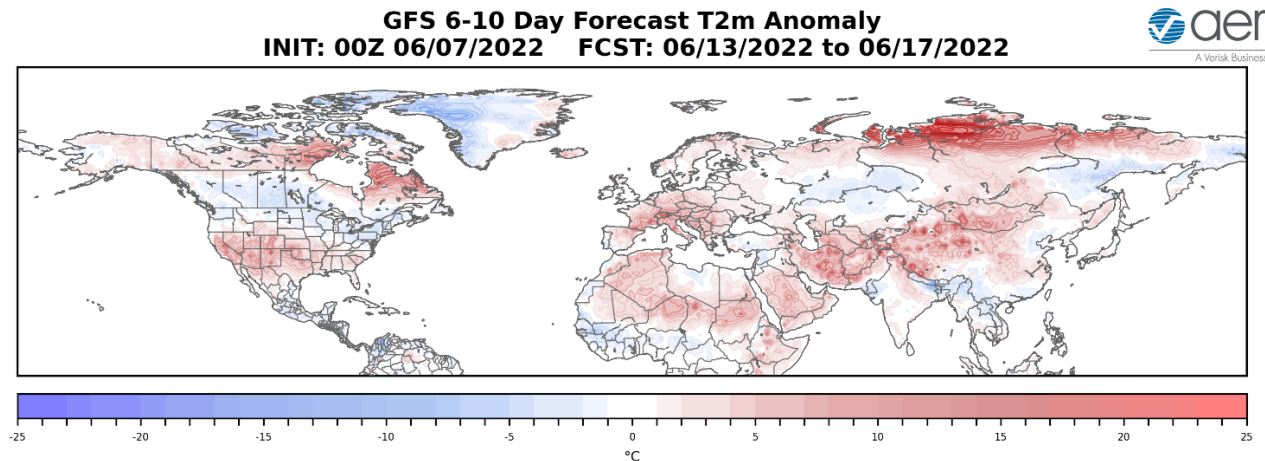 GFS 6-10 Day Forecast T2m Anomaly
INIT: 00Z 06/07/2022 FCST: 06/13/2022 to 06/17/2022
aer
A Verisk Business
-25 -20 -15 -10 -5 0 5 10 15 20 25
°C